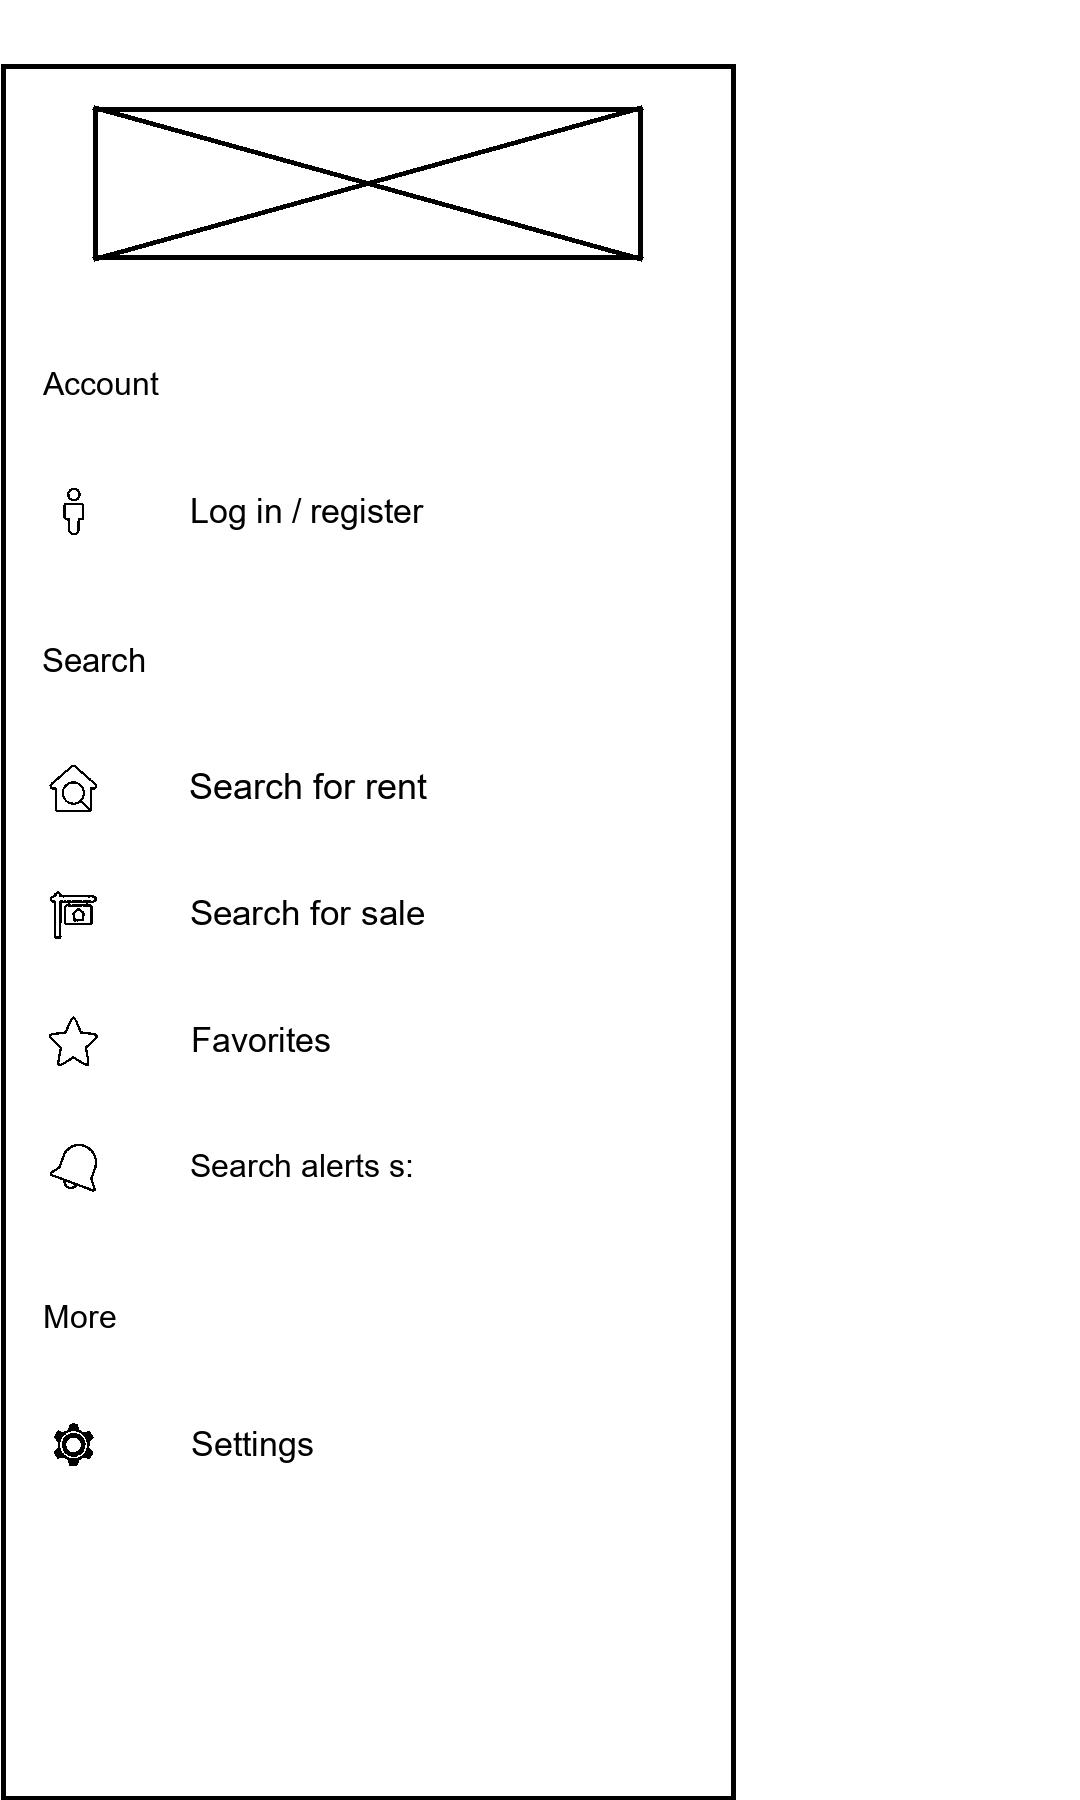 Account
Log in / register
Search
Search for rent
Search for sale
Favorites
Search alerts s:
More
Settings